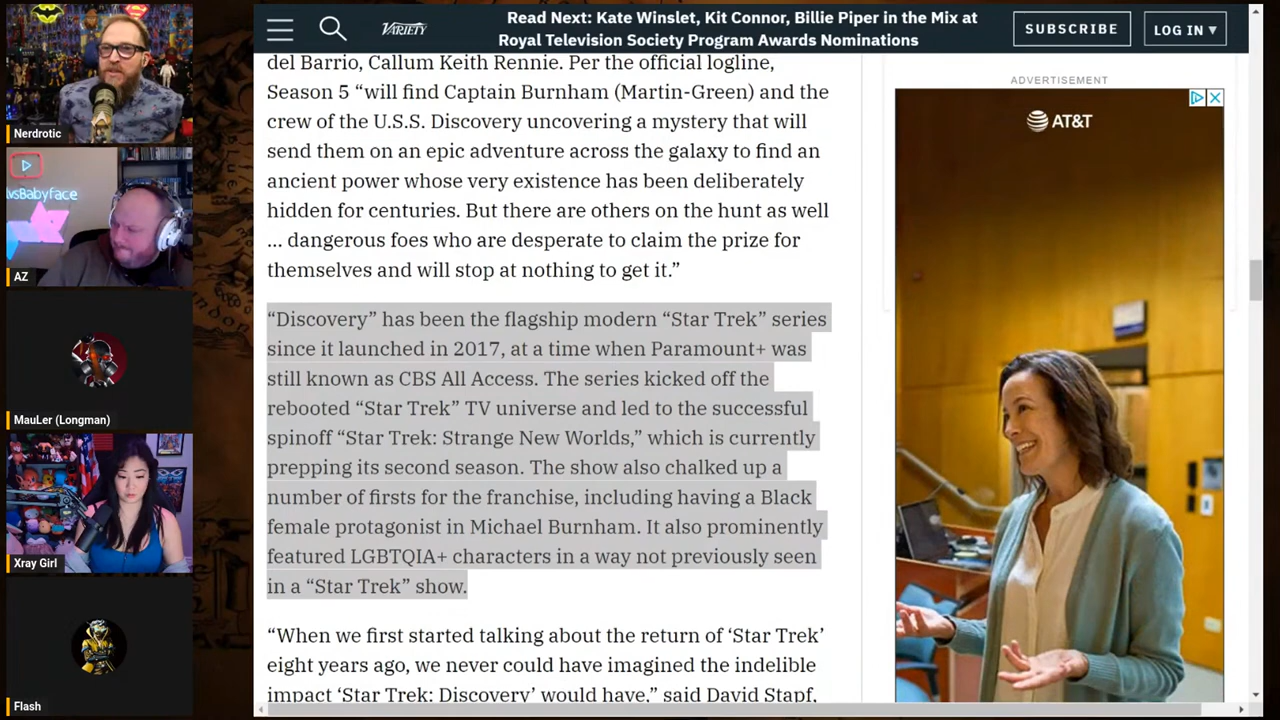 Nerdrotic
vsBabyface
AZ
MauLer (Longman)
Xray Girl
Flash
VARIETY
Read Next: Kate Winslet, Kit Connor, Billie Piper in the Mix at
Royal Television Society Program Awards Nominations
SUBSCRIBE
LOG IN ▾
del Barrio, Callum Keith Rennie. Per the official logline,
Season 5 “will find Captain Burnham (Martin-Green) and the
crew of the U.S.S. Discovery uncovering a mystery that will
send them on an epic adventure across the galaxy to find an
ancient power whose very existence has been deliberately
hidden for centuries. But there are others on the hunt as well
… dangerous foes who are desperate to claim the prize for
themselves and will stop at nothing to get it.”
“Discovery” has been the flagship modern “Star Trek” series
since it launched in 2017, at a time when Paramount+ was
still known as CBS All Access. The series kicked off the
rebooted “Star Trek” TV universe and led to the successful
spinoff “Star Trek: Strange New Worlds,” which is currently
prepping its second season. The show also chalked up a
number of firsts for the franchise, including having a Black
female protagonist in Michael Burnham. It also prominently
featured LGBTQIA+ characters in a way not previously seen
in a “Star Trek” show.
“When we first started talking about the return of ‘Star Trek’
eight years ago, we never could have imagined the indelible
impact ‘Star Trek: Discovery’ would have,” said David Stapf,
ADVERTISEMENT
AT&T